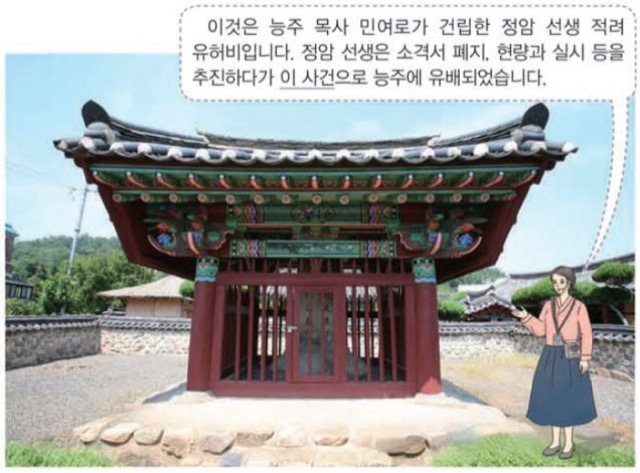 이것은 능주 목사 민여로가 건립한 정암 선생 적려
유허비입니다. 정암 선생은 소격서 폐지, 현량과 실시 등을
추진하다가 이 사건으로 능주에 유배되었습니다.